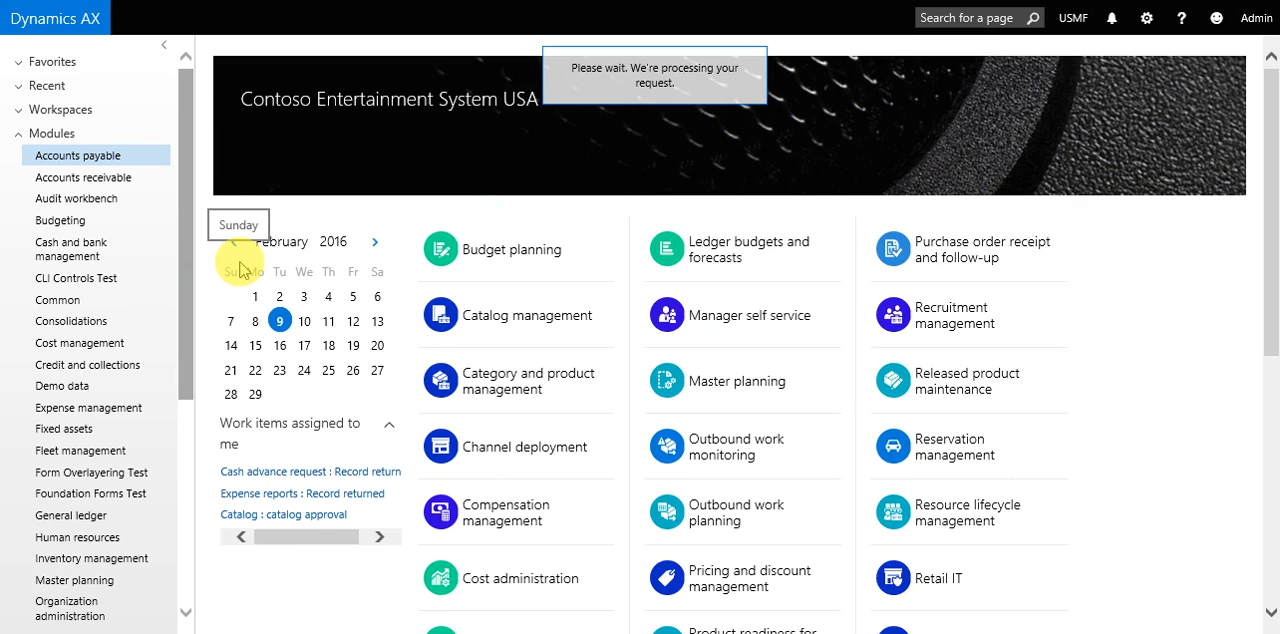 Dynamics AX
Search for a page
USMF
Admin
Favorites
Recent
Workspaces
Modules
Accounts payable
Accounts receivable
Audit workbench
Budgeting
Cash and bank
management
CLI Controls Test
Common
Consolidations
Cost management
Credit and collections
Demo data
Expense management
Fixed assets
Fleet management
Form Overlayering Test
Foundation Forms Test
General ledger
Human resources
Inventory management
Master planning
Organization
administration
Please wait. We're processing your
request.
Contoso Entertainment System USA
Sunday
February 2016
Su Mo Tu We Th Fr Sa
1 2 3 4 5 6
7 8 9 10 11 12 13
14 15 16 17 18 19 20
21 22 23 24 25 26 27
28 29
Work items assigned to
me
Cash advance request : Record return
Expense reports : Record returned
Catalog : catalog approval
Budget planning
Catalog management
Category and product
management
Channel deployment
Compensation
management
Cost administration
Ledger budgets and
forecasts
Manager self service
Master planning
Outbound work
monitoring
Outbound work
planning
Pricing and discount
management
Product readiness for
Purchase order receipt
and follow-up
Recruitment
management
Released product
maintenance
Reservation
management
Resource lifecycle
management
Retail IT